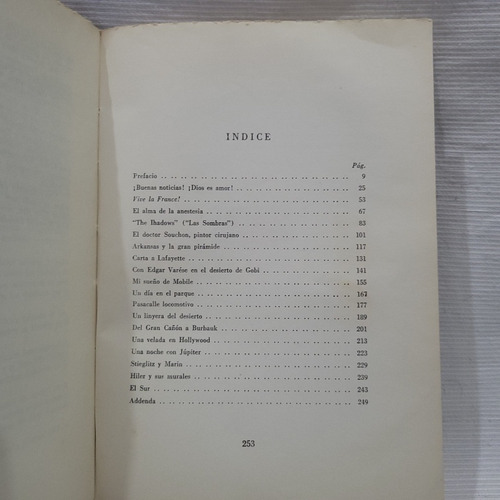 INDICE
Pág.
Prefacio 9
¡Buenas noticias! ¡Dios es amor! 25
Vive la France! 53
El alma de la anestesia 67
"The Ihadows" ("Las Sombras") 83
El doctor Souchon, pintor cirujano 101
Arkansas y la gran pirámide 117
Carta a Lafayette 131
Con Edgar Varése en el desierto de Gobi 141
Mi sueño de Mobile 155
Un día en el parque 167
Pasacalle locomotivo 177
Un linyera del desierto 189
Del Gran Cañón a Burbank 201
Una velada en Hollywood 213
Una noche con Júpiter 223
Stieglitz y Marin 229
Hiler y sus murales 239
El Sur 243
Addenda 249
253